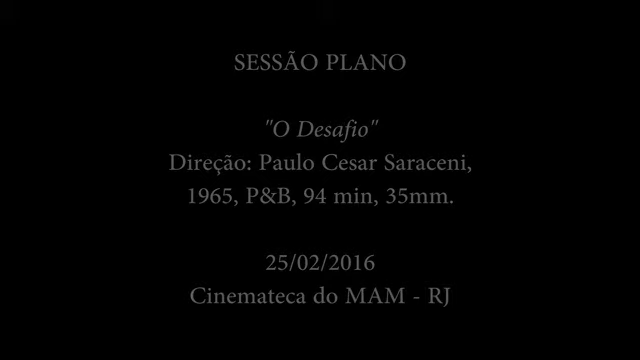 SESSÃO PLANO
"O Desafio"
Direção: Paulo Cesar Saraceni,
1965, P&B, 94 min, 35mm.
25/02/2016
Cinemateca do MAM - RJ